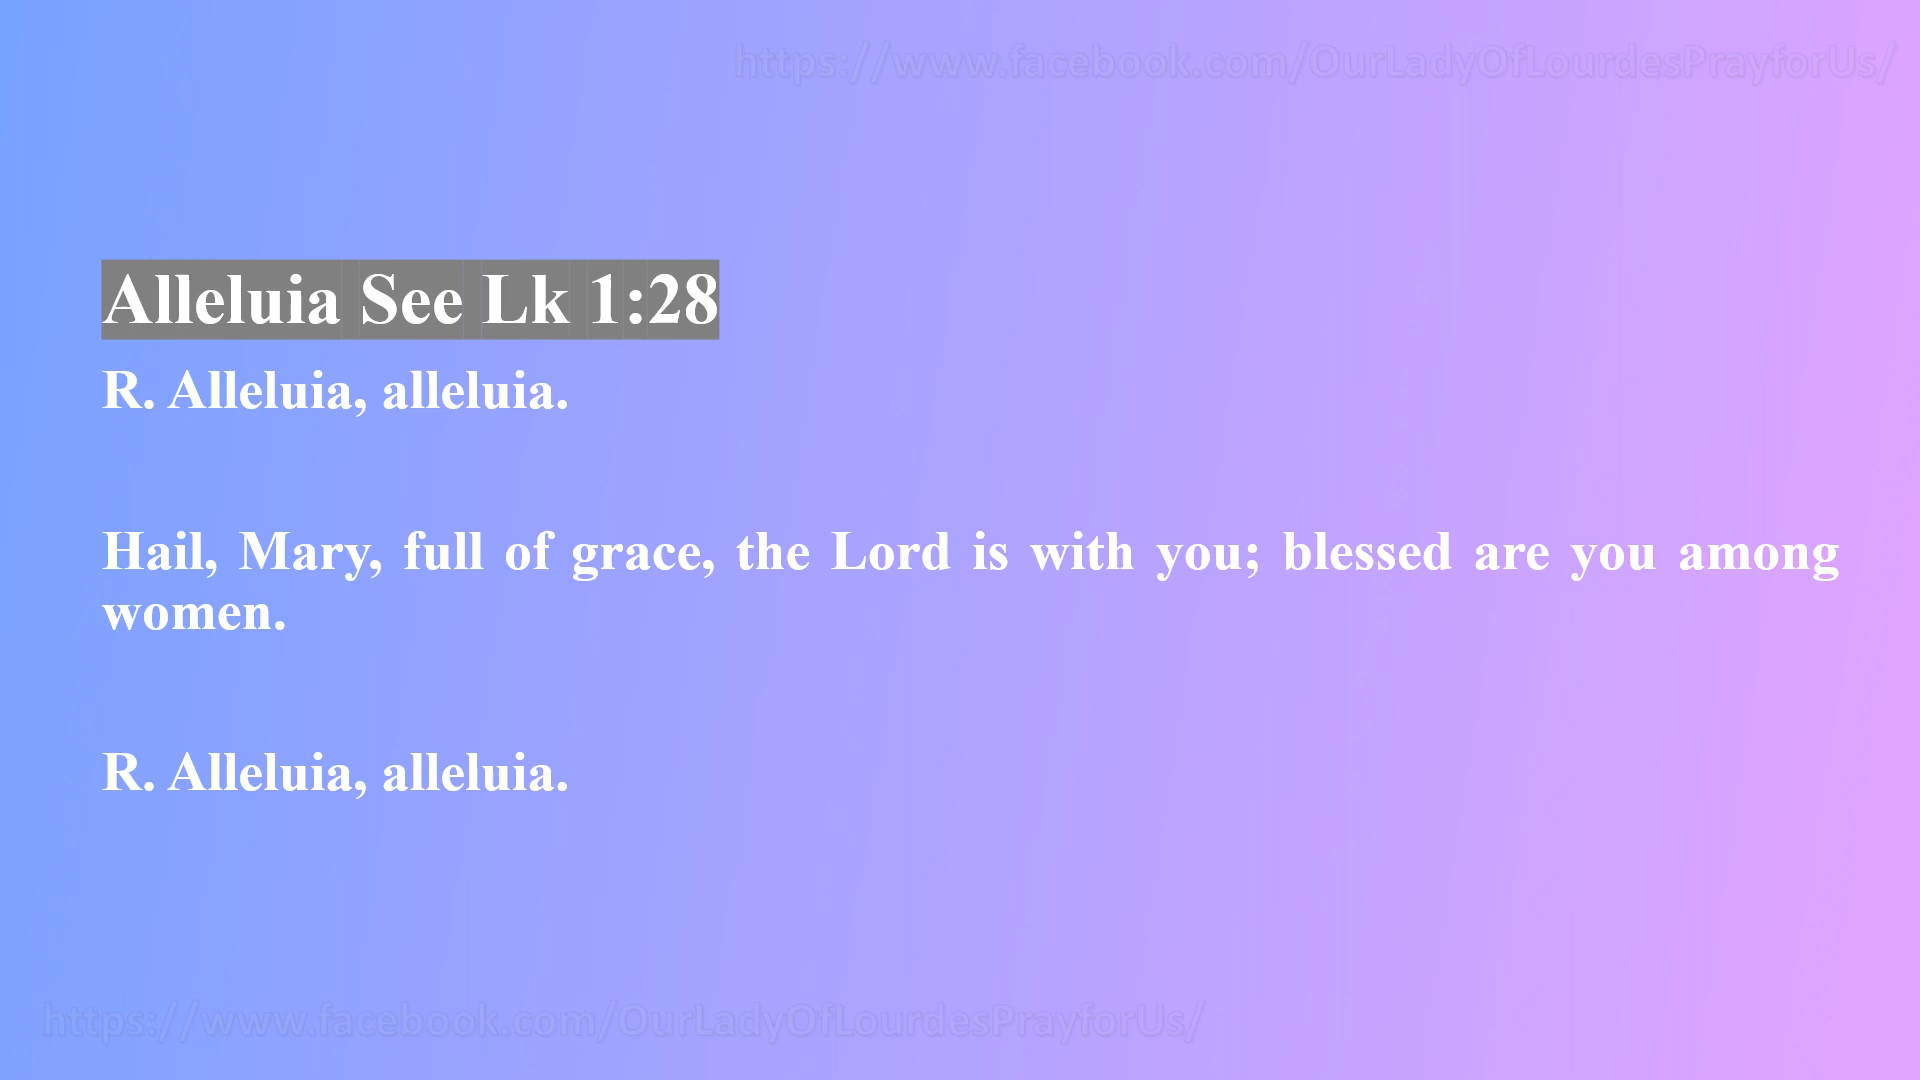 https://www.facebook.com/OurLadyOfLourdesPrayforUs/
Alleluia See Lk 1:28
R. Alleluia, alleluia.
Hail, Mary, full of grace, the Lord is with you; blessed are you among
women.
R. Alleluia, alleluia.
https://www.facebook.com/OurLadyOfLourdesPrayforUs/